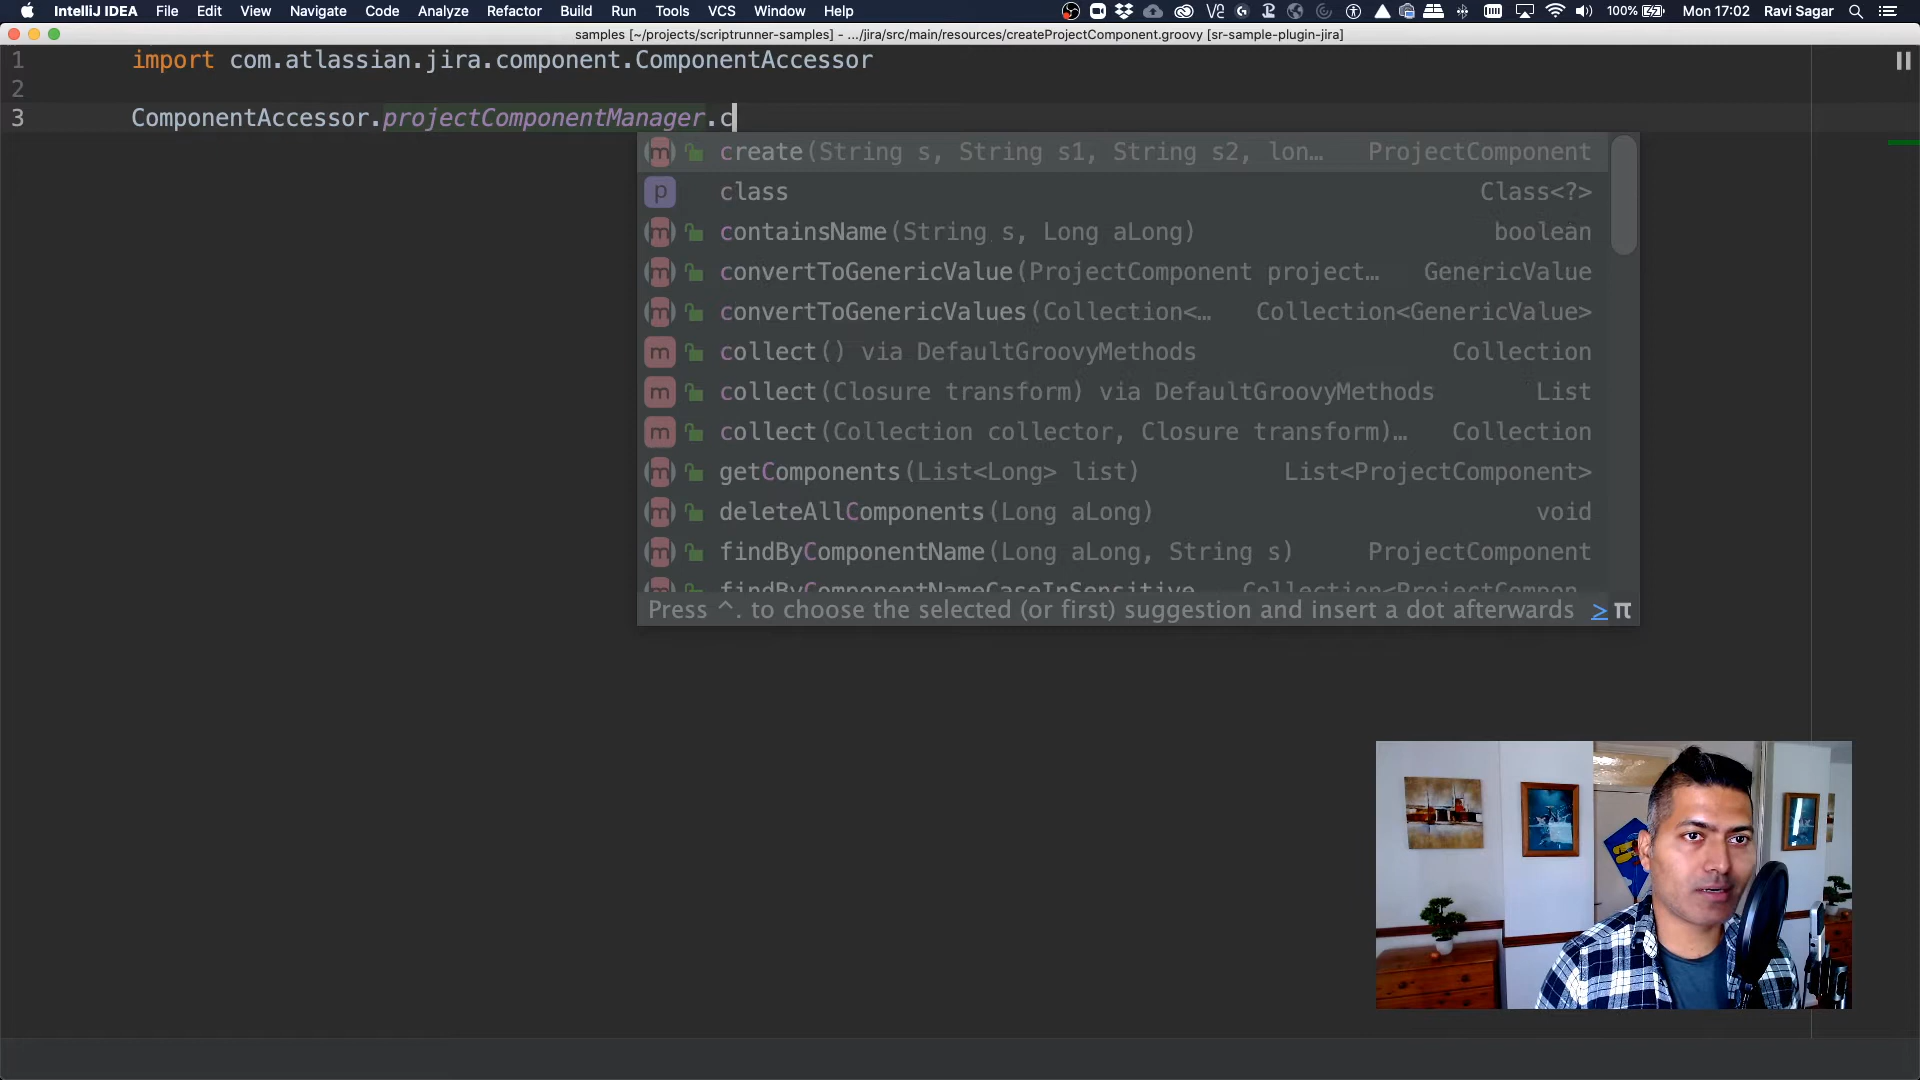 IntelliJ IDEA File Edit View Navigate Code Analyze Refactor Build Run Tools VCS Window Help 100% Mon 17:02 Ravi Sagar
samples [~/projects/scriptrunner-samples] - .../jira/src/main/resources/createProjectComponent.groovy [sr-sample-plugin-jira]
1 import com.atlassian.jira.component.ComponentAccessor
2
3 ComponentAccessor.projectComponentManager.c
m create(String s, String s1, String s2, lon… ProjectComponent
p class Class<?>
m containsName(String s, Long aLong) boolean
m convertToGenericValue(ProjectComponent project… GenericValue
m convertToGenericValues(Collection<… Collection<GenericValue>
m collect() via DefaultGroovyMethods Collection
m collect(Closure transform) via DefaultGroovyMethods List
m collect(Collection collector, Closure transform)… Collection
m getComponents(List<Long> list) List<ProjectComponent>
m deleteAllComponents(Long aLong) void
m findByComponentName(Long aLong, String s) ProjectComponent
m findByComponentNameCaseInSensitive Collection<ProjectCompon
Press ^. to choose the selected (or first) suggestion and insert a dot afterwards ≥ π